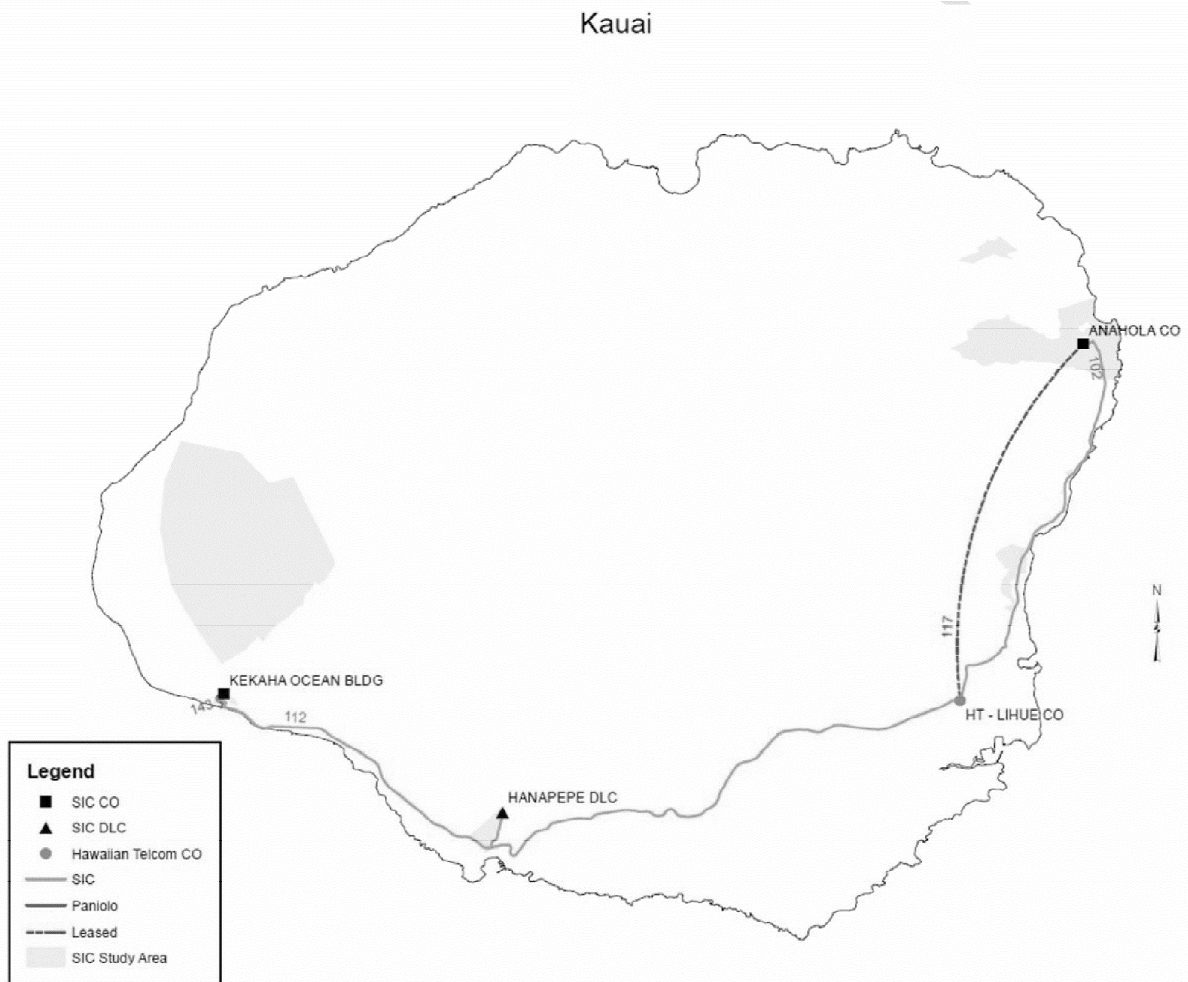 Kauai
ANAHOLA CO
102
117
N
KEKAHA OCEAN BLDG
143
112
HT - LIHUE CO
HANAPEPE DLC
Legend
SIC CO
SIC DLC
Hawaiian Telcom CO
SIC
Paniolo
Leased
SIC Study Area